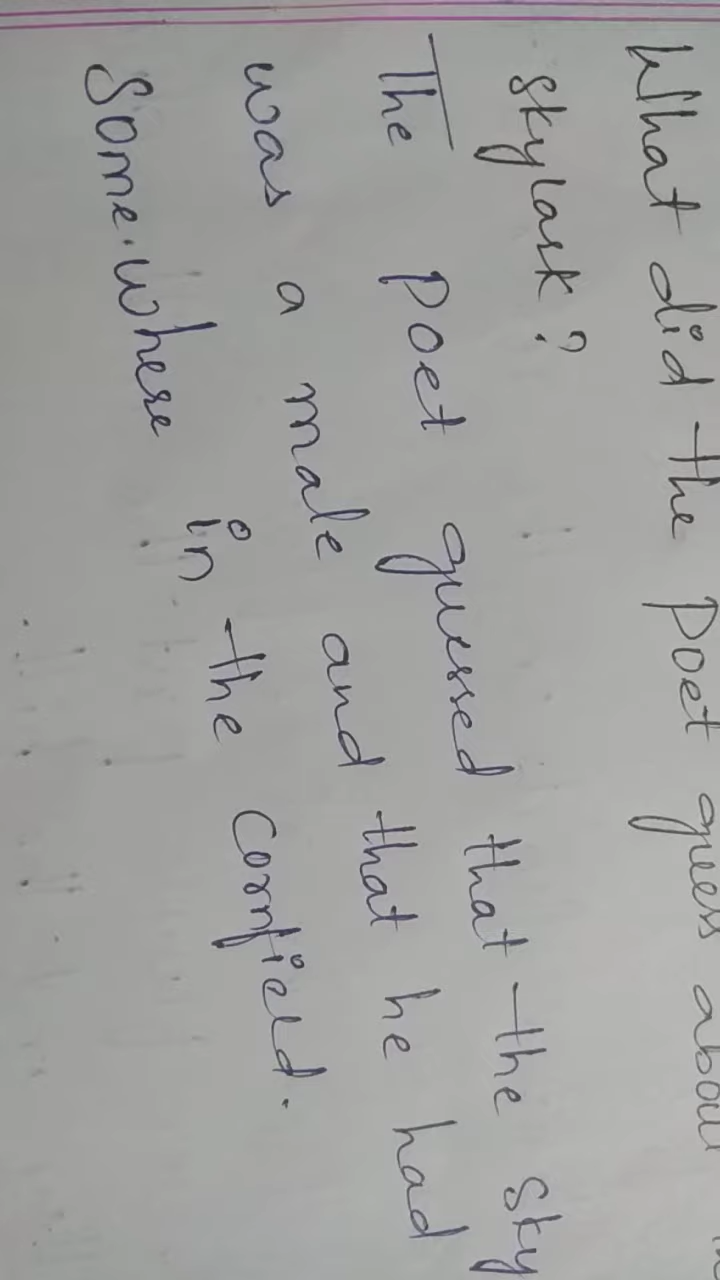 What did the poet guess about
skylark?
The poet guessed that the sky
was a male and that he had
Some.where in the cornfield.